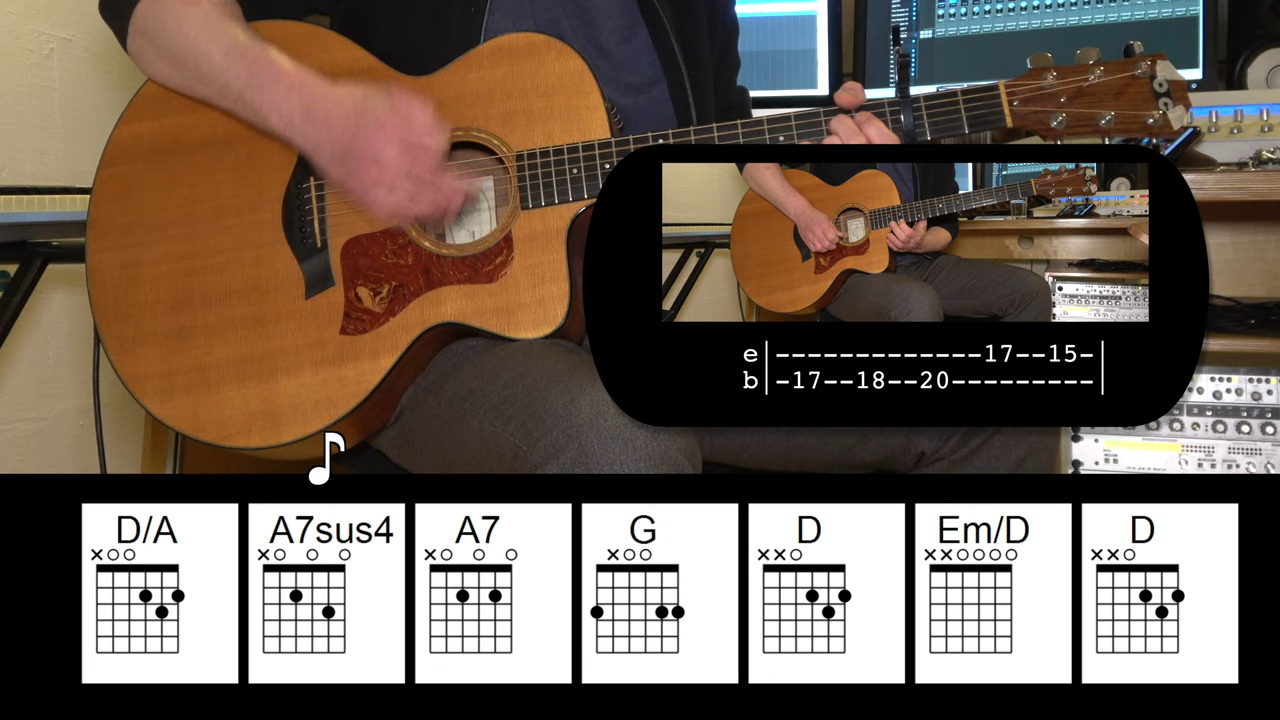 e|-------------17--15-|
b|-17--18--20---------|
D/A
A7sus4
A7
G
D
Em/D
D